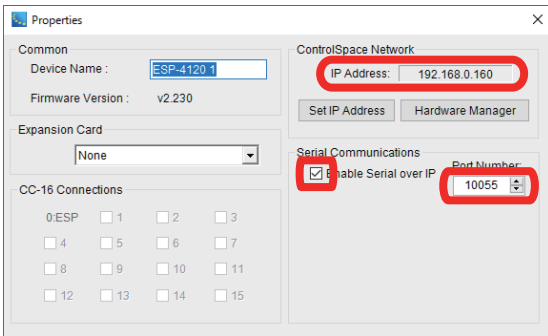 Properties
Common
Device Name :
ESP-4120 1
Firmware Version :
v2.230
Expansion Card
None
CC-16 Connections
0:ESP 1 2 3
4 5 6 7
8 9 10 11
12 13 14 15
ControlSpace Network
IP Address: 192.168.0.160
Set IP Address Hardware Manager
Serial Communications
Enable Serial over IP
Port Number:
10055